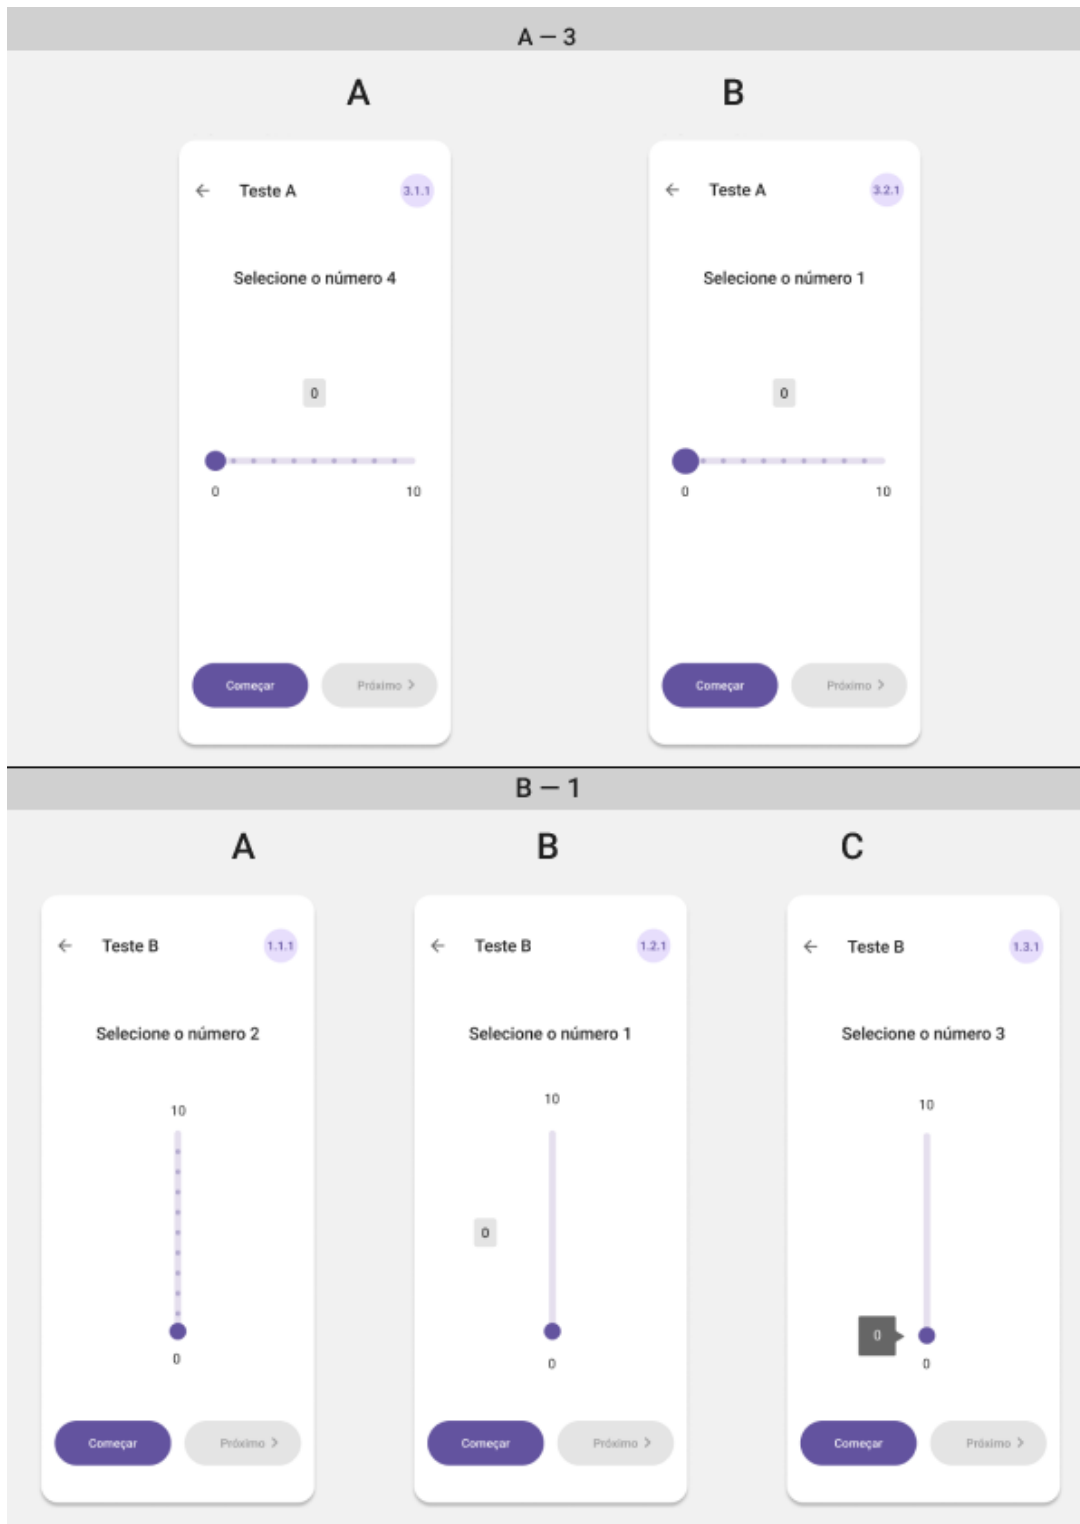 A — 3
A B
Teste A 3.1.1
Selecione o número 4
0
0 10
Começar Próximo >
Teste A 3.2.1
Selecione o número 1
0
0 10
Começar Próximo >
B — 1
A B C
Teste B 1.1.1
Selecione o número 2
10
0
Começar Próximo >
Teste B 1.2.1
Selecione o número 1
10
0
0
Começar Próximo >
Teste B 1.3.1
Selecione o número 3
10
0
0
Começar Próximo >